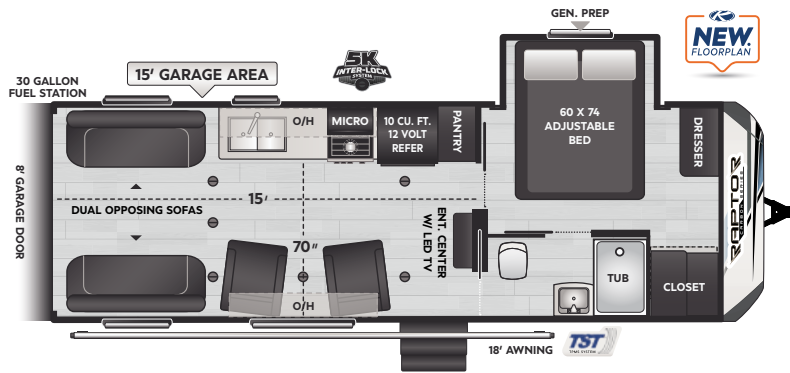 GEN. PREP
K
NEW.
FLOORPLAN
5K
INTER-LOCK
SYSTEM
15' GARAGE AREA
30 GALLON
FUEL STATION
O/H
MICRO
10 CU. FT.
12 VOLT
REFER
PANTRY
60 X 74
ADJUSTABLE
BED
DRESSER
8' GARAGE DOOR
15'
DUAL OPPOSING SOFAS
70"
ENT. CENTER
W/ LED TV
RAPTOR
TUB
CLOSET
O/H
18' AWNING
TST
TPMS SYSTEM